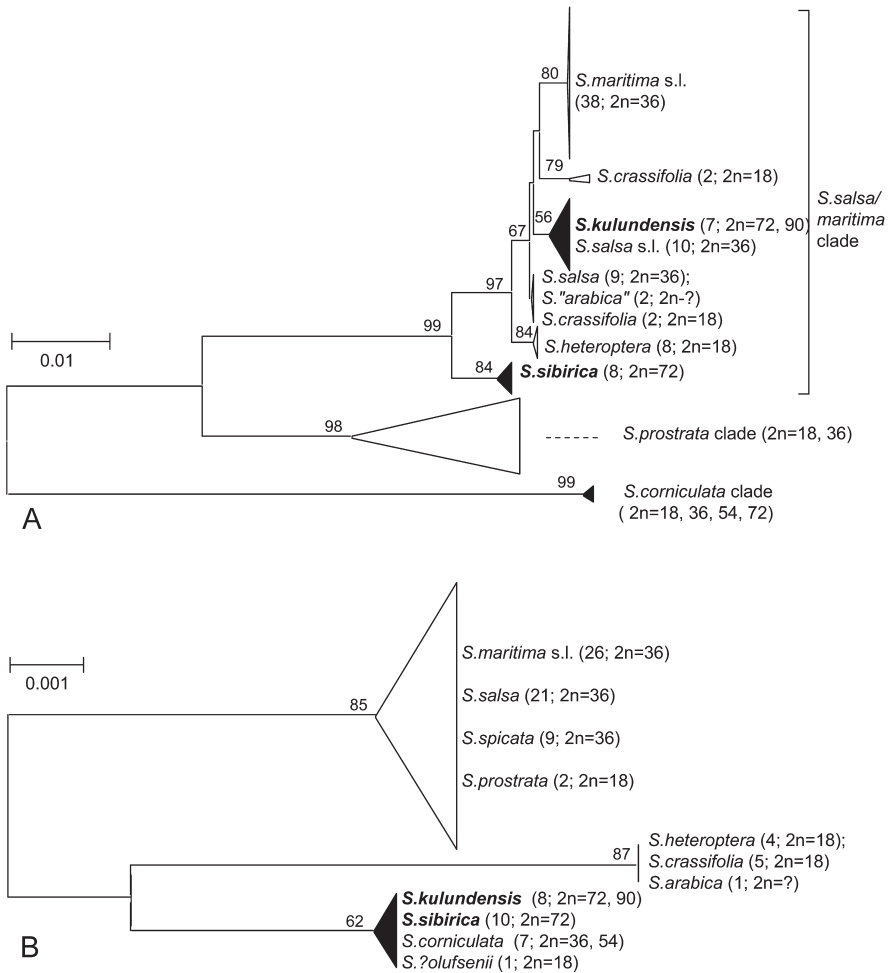 80
S.maritima s.l.
(38; 2n=36)
79
S.crassifolia (2; 2n=18)
S.salsa/
maritima
clade
56
S.kulundensis (7; 2n=72, 90)
67
S.salsa s.l. (10; 2n=36)
97
S.salsa (9; 2n=36);
S."arabica" (2; 2n-?)
S.crassifolia (2; 2n=18)
99
84
S.heteroptera (8; 2n=18)
0.01
84
S.sibirica (8; 2n=72)
98
S.prostrata clade (2n=18, 36)
99
S.corniculata clade
( 2n=18, 36, 54, 72)
A
0.001
S.maritima s.l. (26; 2n=36)
85
S.salsa (21; 2n=36)
S.spicata (9; 2n=36)
S.prostrata (2; 2n=18)
87
S.heteroptera (4; 2n=18);
S.crassifolia (5; 2n=18)
S.arabica (1; 2n=?)
62
S.kulundensis (8; 2n=72, 90)
S.sibirica (10; 2n=72)
S.corniculata (7; 2n=36, 54)
S.?olufsenii (1; 2n=18)
B